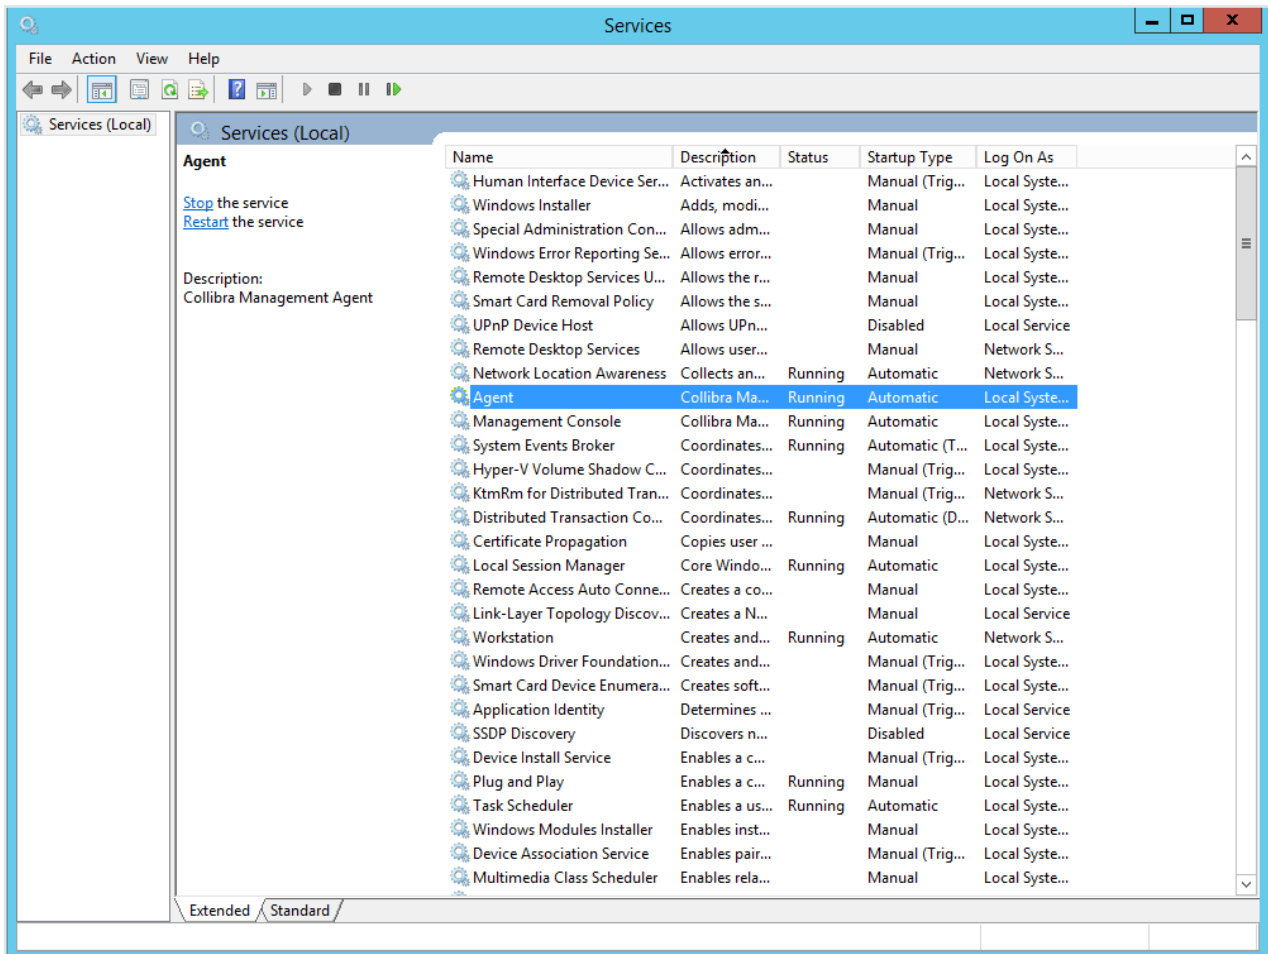 Services
File Action View Help
Services (Local)
Services (Local)
Agent
Stop the service
Restart the service
Description:
Collibra Management Agent
Name Description Status Startup Type Log On As
Human Interface Device Ser... Activates an... Manual (Trig... Local Syste...
Windows Installer Adds, modi... Manual Local Syste...
Special Administration Con... Allows adm... Manual Local Syste...
Windows Error Reporting Se... Allows error... Manual (Trig... Local Syste...
Remote Desktop Services U... Allows the r... Manual Local Syste...
Smart Card Removal Policy Allows the s... Manual Local Syste...
UPnP Device Host Allows UPn... Disabled Local Service
Remote Desktop Services Allows user... Manual Network S...
Network Location Awareness Collects an... Running Automatic Network S...
Agent Collibra Ma... Running Automatic Local Syste...
Management Console Collibra Ma... Running Automatic Local Syste...
System Events Broker Coordinates... Running Automatic (T... Local Syste...
Hyper-V Volume Shadow C... Coordinates... Manual (Trig... Local Syste...
KtmRm for Distributed Tran... Coordinates... Manual (Trig... Network S...
Distributed Transaction Co... Coordinates... Running Automatic (D... Network S...
Certificate Propagation Copies user ... Manual Local Syste...
Local Session Manager Core Windo... Running Automatic Local Syste...
Remote Access Auto Conne... Creates a co... Manual Local Syste...
Link-Layer Topology Discov... Creates a N... Manual Local Service
Workstation Creates and... Running Automatic Network S...
Windows Driver Foundation... Creates and... Manual (Trig... Local Syste...
Smart Card Device Enumera... Creates soft... Manual (Trig... Local Syste...
Application Identity Determines ... Manual (Trig... Local Service
SSDP Discovery Discovers n... Disabled Local Service
Device Install Service Enables a c... Manual (Trig... Local Syste...
Plug and Play Enables a c... Running Manual Local Syste...
Task Scheduler Enables a us... Running Automatic Local Syste...
Windows Modules Installer Enables inst... Manual Local Syste...
Device Association Service Enables pair... Manual (Trig... Local Syste...
Multimedia Class Scheduler Enables rela... Manual Local Syste...
Extended Standard